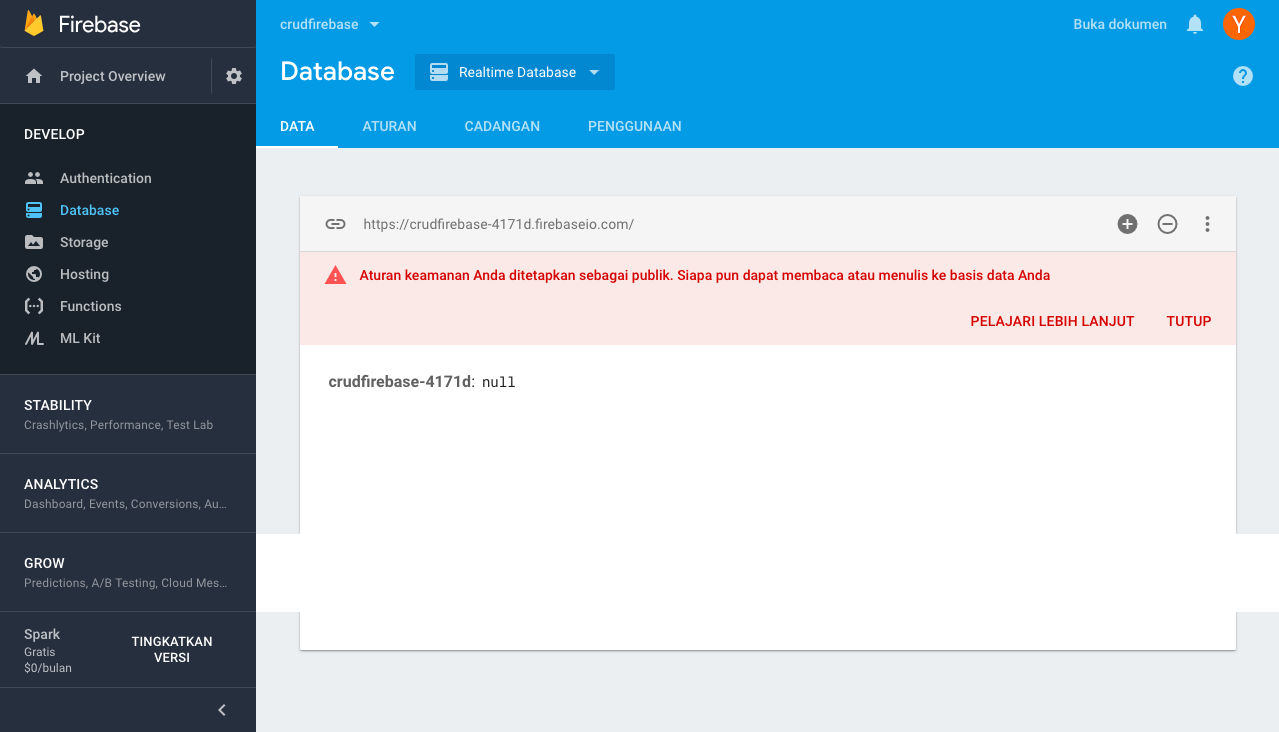 Firebase
Project Overview
DEVELOP
Authentication
Database
Storage
Hosting
Functions
ML Kit
STABILITY
Crashlytics, Performance, Test Lab
ANALYTICS
Dashboard, Events, Conversions, Au...
GROW
Predictions, A/B Testing, Cloud Mes...
Spark
Gratis
$0/bulan
TINGKATKAN
VERSI
crudfirebase
Buka dokumen
Y
Database
Realtime Database
DATA ATURAN CADANGAN PENGGUNAAN
https://crudfirebase-4171d.firebaseio.com/
Aturan keamanan Anda ditetapkan sebagai publik. Siapa pun dapat membaca atau menulis ke basis data Anda
PELAJARI LEBIH LANJUT TUTUP
crudfirebase-4171d: null